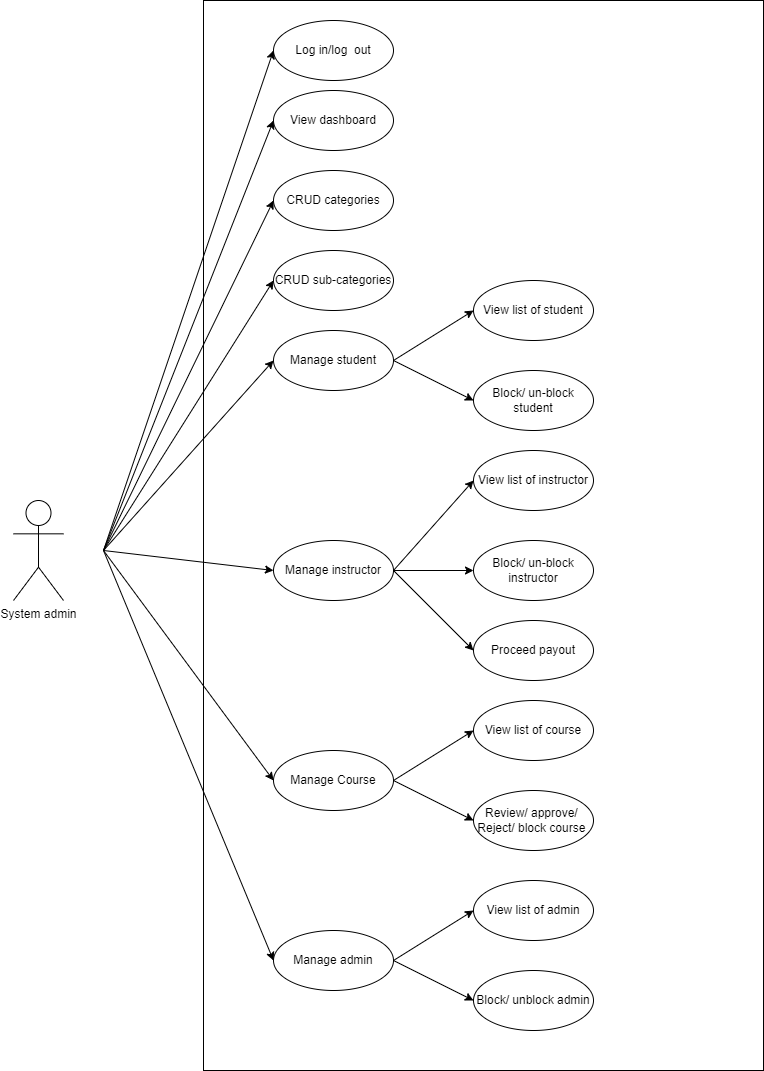 Log in/log  out
View dashboard
CRUD categories
CRUD sub-categories
View list of student
Manage student
Block/ un-block
student
View list of instructor
Manage instructor
Block/ un-block
instructor
System admin
Proceed payout
View list of course
Manage Course
Review/ approve/
Reject/ block course
View list of admin
Manage admin
Block/ unblock admin